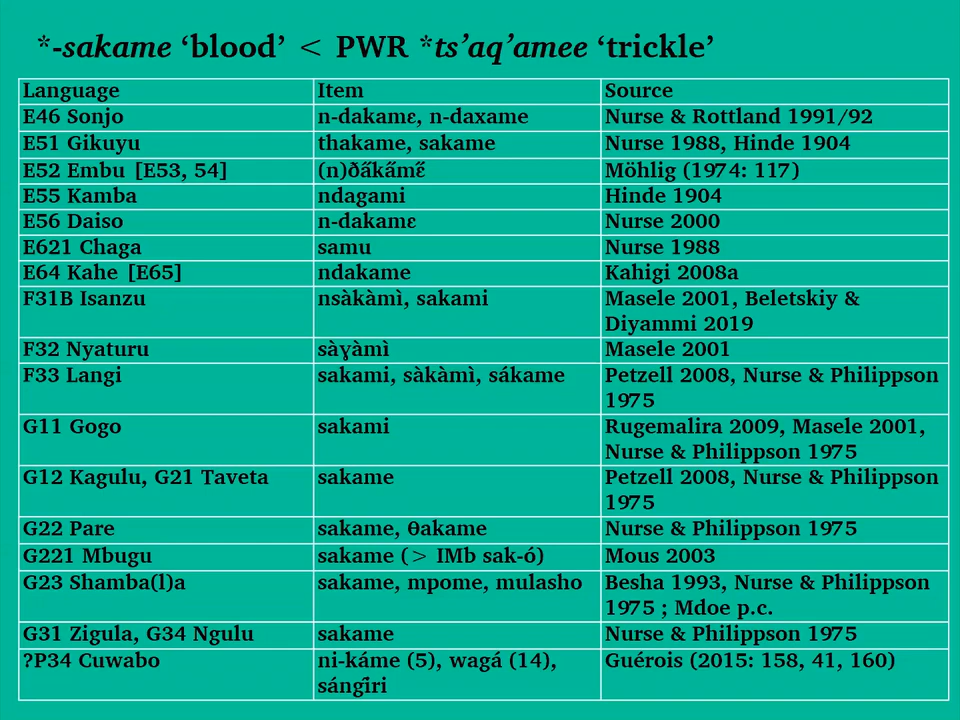 *-sakame ‘blood’ < PWR *ts’aq’amee ‘trickle’
Language Item Source
E46 Sonjo n-dakamɛ, n-daxame Nurse & Rottland 1991/92
E51 Gikuyu thakame, sakame Nurse 1988, Hinde 1904
E52 Embu [E53, 54] (n)ða̋ka̋mɛ̋ Möhlig (1974: 117)
E55 Kamba ndagami Hinde 1904
E56 Daiso n-dakamɛ Nurse 2000
E621 Chaga samu Nurse 1988
E64 Kahe [E65] ndakame Kahigi 2008a
F31B Isanzu nsàkàmì, sakami Masele 2001, Beletskiy &
Diyammi 2019
F32 Nyaturu sàɣàmì Masele 2001
F33 Langi sakami, sàkàmì, sákame Petzell 2008, Nurse & Philippson
1975
G11 Gogo sakami Rugemalira 2009, Masele 2001,
Nurse & Philippson 1975
G12 Kagulu, G21 Taveta sakame Petzell 2008, Nurse & Philippson
1975
G22 Pare sakame, θakame Nurse & Philippson 1975
G221 Mbugu sakame (> IMb sak-ó) Mous 2003
G23 Shamba(l)a sakame, mpome, mulasho Besha 1993, Nurse & Philippson
1975 ; Mdoe p.c.
G31 Zigula, G34 Ngulu sakame Nurse & Philippson 1975
?P34 Cuwabo ni-káme (5), wagá (14), Guérois (2015: 158, 41, 160)